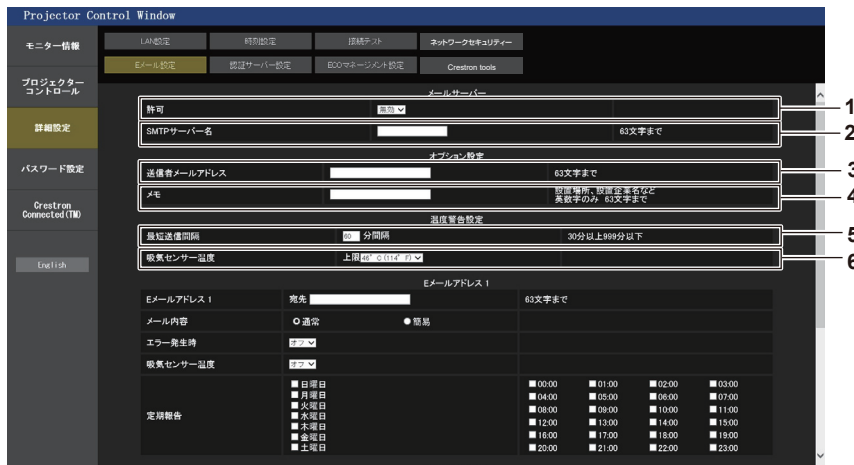 Projector Control Window
モニター情報
プロジェクター
コントロール
詳細設定
パスワード設定
Crestron
Connected(TM)
English
LAN設定 時刻設定 接続テスト ネットワークセキュリティー
Eメール設定 認証サーバー設定 ECOマネージメント設定 Crestron tools
メールサーバー
許可 無効 1
SMTPサーバー名 63文字まで 2
オプション設定
送信者メールアドレス 63文字まで 3
メモ 設置場所、設置企業名など
英数字のみ 63文字まで 4
温度警告設定
最短送信間隔 60 分間隔 30分以上999分以下 5
吸気センサー温度 上限 46°C (114°F) 6
Eメールアドレス 1
Eメールアドレス 1 宛先 63文字まで
メール内容 通常 簡易
エラー発生時 オフ
吸気センサー温度 オフ
定期報告
日曜日
月曜日
火曜日
水曜日
木曜日
金曜日
土曜日
00:00 01:00 02:00 03:00
04:00 05:00 06:00 07:00
08:00 09:00 10:00 11:00
12:00 13:00 14:00 15:00
16:00 17:00 18:00 19:00
20:00 21:00 22:00 23:00